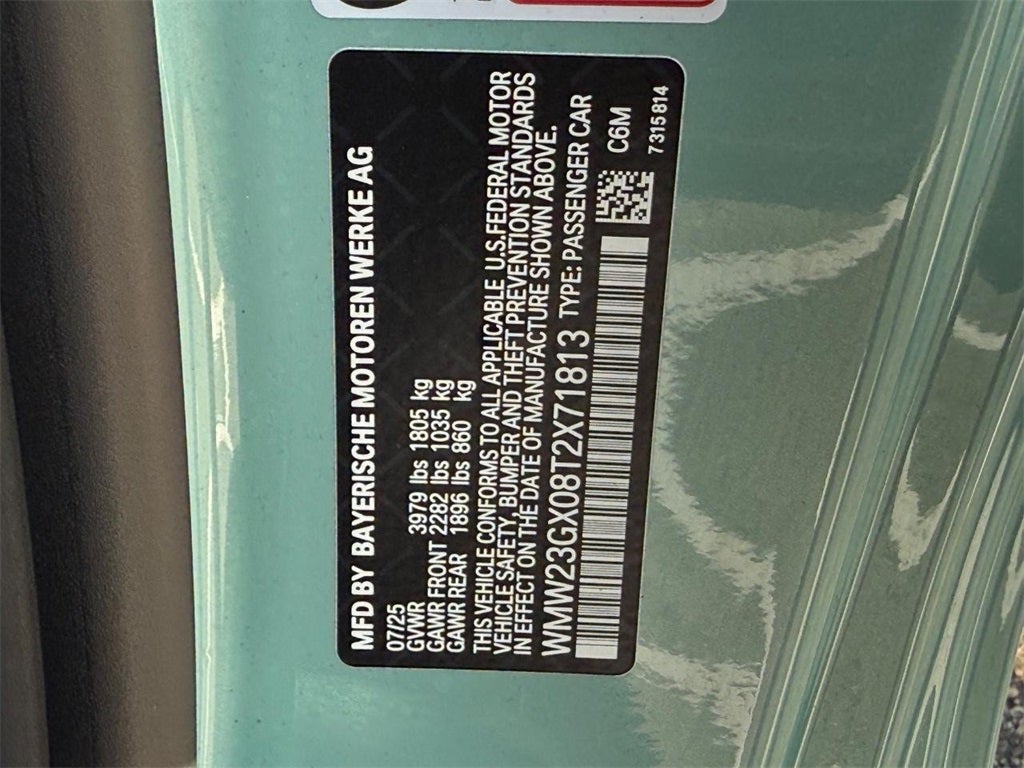 MFD BY BAYERISCHE MOTOREN WERKE AG
07/25
GVWR 3979 lbs 1805 kg
GAWR FRONT 2282 lbs 1035 kg
GAWR REAR 1896 lbs 860 kg
THIS VEHICLE CONFORMS TO ALL APPLICABLE U.S.FEDERAL MOTOR
VEHICLE SAFETY, BUMPER AND THEFT PREVENTION STANDARDS
IN EFFECT ON THE DATE OF MANUFACTURE SHOWN ABOVE.
WMW23GX08T2X71813 TYPE: PASSENGER CAR
C6M
7315814